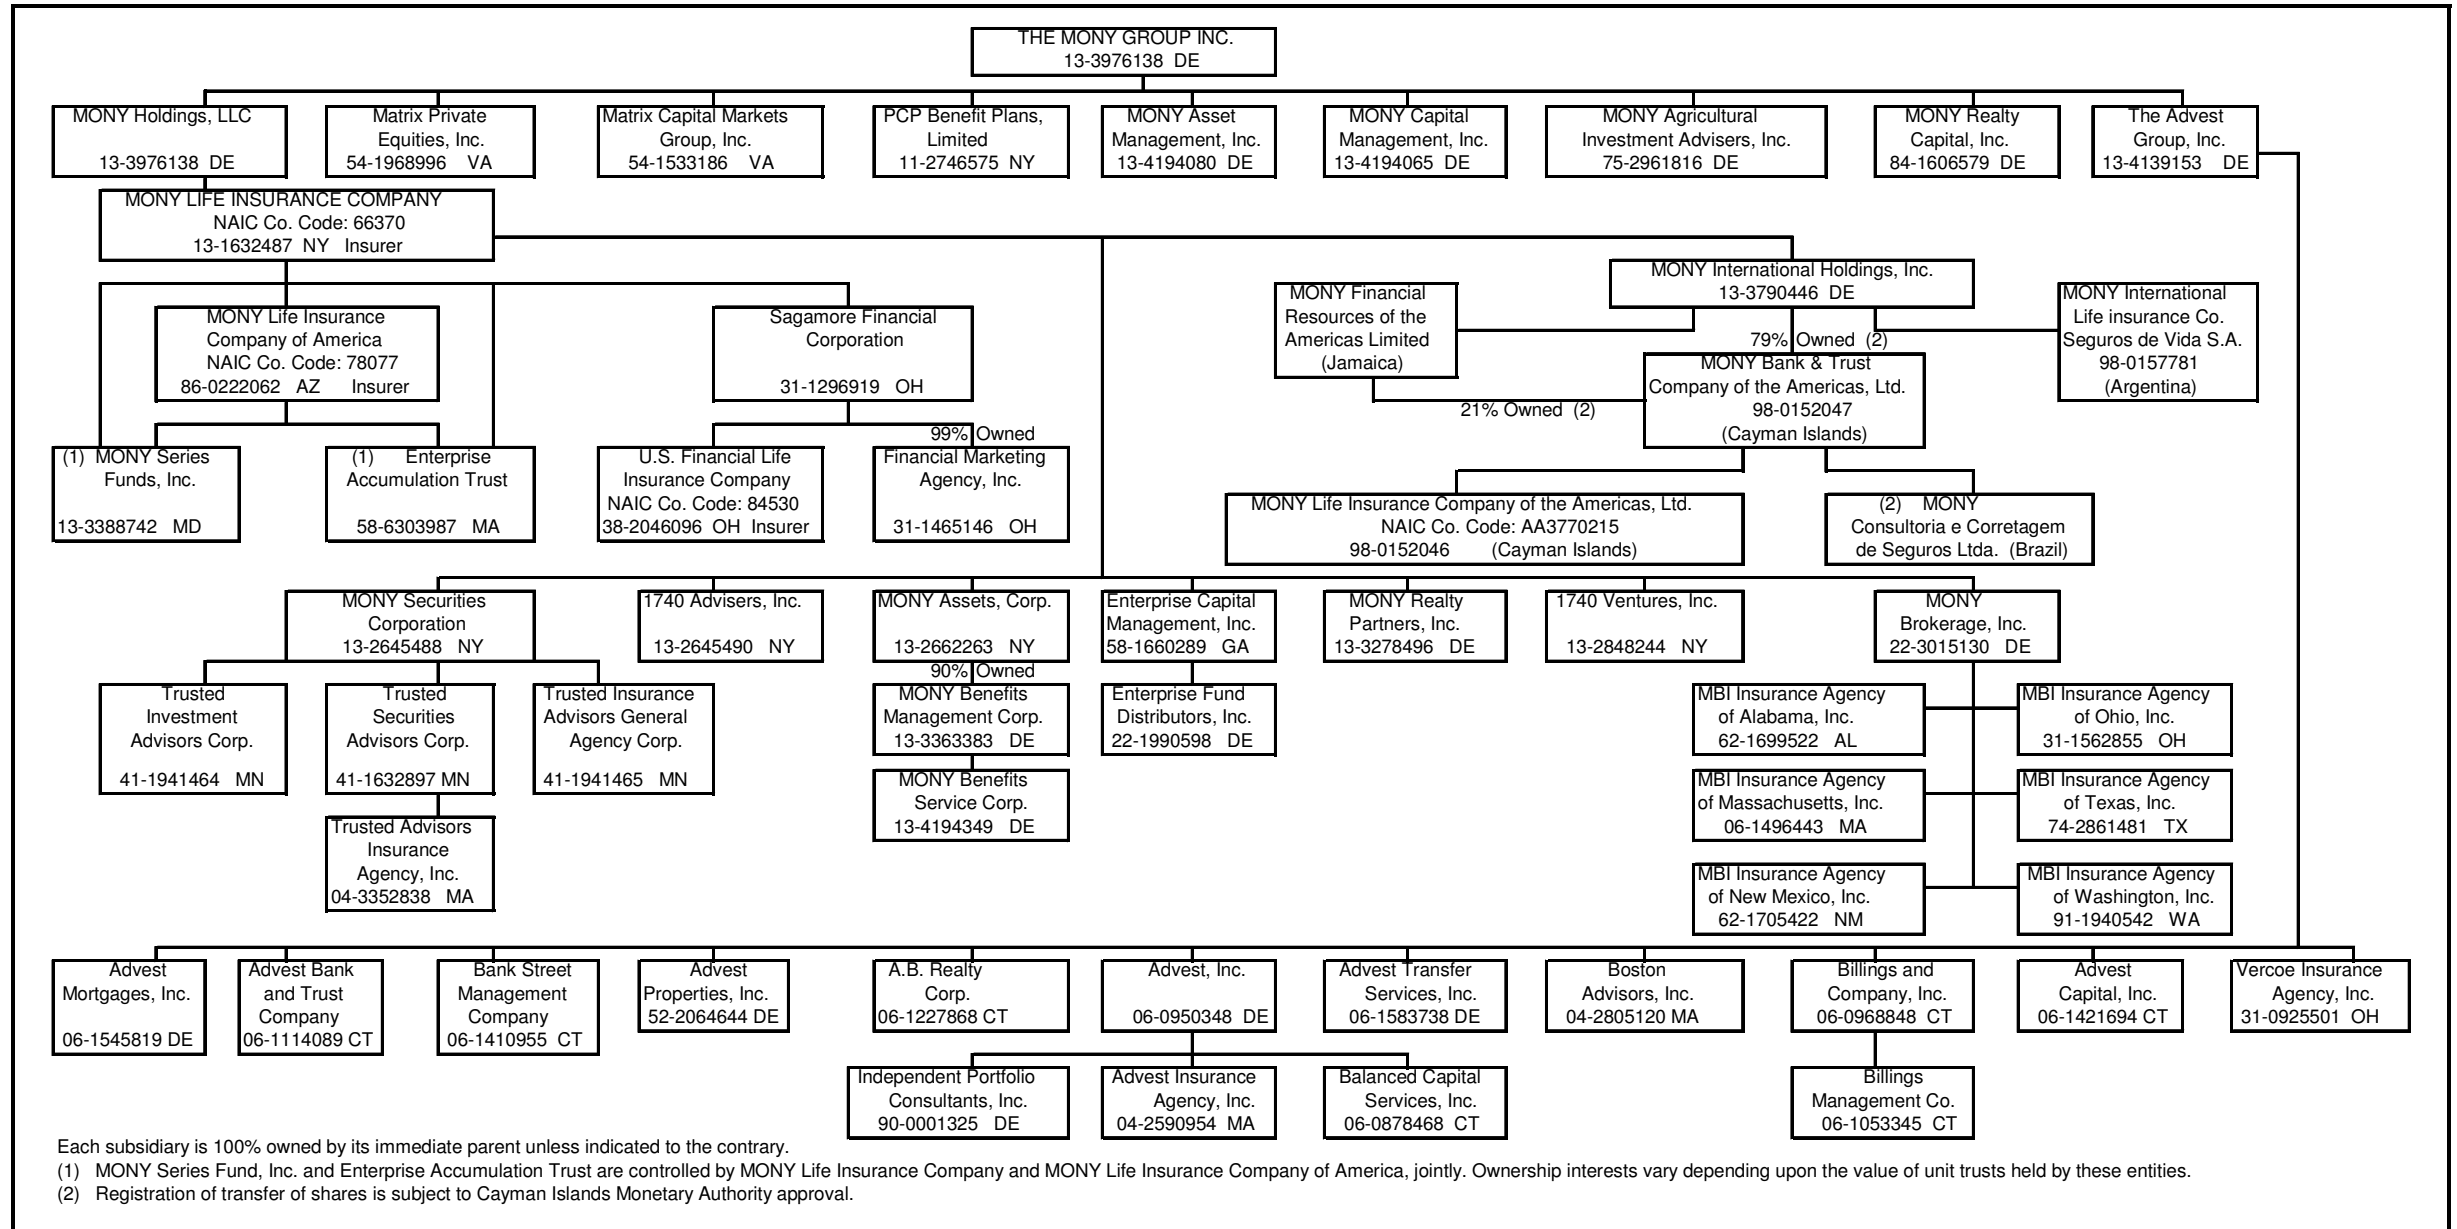 THE MONY GROUP INC.
13-3976138 DE
MONY Holdings, LLC
13-3976138 DE
Matrix Private
Equities, Inc.
54-1968996 VA
Matrix Capital Markets
Group, Inc.
54-1533186 VA
PCP Benefit Plans,
Limited
11-2746575 NY
MONY Asset
Management, Inc.
13-4194080 DE
MONY Capital
Management, Inc.
13-4194065 DE
MONY Agricultural
Investment Advisers, Inc.
75-2961816 DE
MONY Realty
Capital, Inc.
84-1606579 DE
The Advest
Group, Inc.
13-4139153 DE
MONY LIFE INSURANCE COMPANY
NAIC Co. Code: 66370
13-1632487 NY Insurer
MONY International Holdings, Inc.
13-3790446 DE
MONY Financial
Resources of the
Americas Limited
(Jamaica)
MONY International
Life insurance Co.
Seguros de Vida S.A.
98-0157781
(Argentina)
MONY Life Insurance
Company of America
NAIC Co. Code: 78077
86-0222062 AZ Insurer
Sagamore Financial
Corporation
31-1296919 OH
79% Owned (2)
MONY Bank & Trust
Company of the Americas, Ltd.
98-0152047
(Cayman Islands)
21% Owned (2)
99% Owned
(1) MONY Series
Funds, Inc.
13-3388742 MD
(1) Enterprise
Accumulation Trust
58-6303987 MA
U.S. Financial Life
Insurance Company
NAIC Co. Code: 84530
38-2046096 OH Insurer
Financial Marketing
Agency, Inc.
31-1465146 OH
MONY Life Insurance Company of the Americas, Ltd.
NAIC Co. Code: AA3770215
98-0152046 (Cayman Islands)
(2) MONY
Consultoria e Corretagem
de Seguros Ltda. (Brazil)
MONY Securities
Corporation
13-2645488 NY
1740 Advisers, Inc.
13-2645490 NY
MONY Assets, Corp.
13-2662263 NY
Enterprise Capital
Management, Inc.
58-1660289 GA
MONY Realty
Partners, Inc.
13-3278496 DE
1740 Ventures, Inc.
13-2848244 NY
MONY
Brokerage, Inc.
22-3015130 DE
90% Owned
Trusted
Investment
Advisors Corp.
41-1941464 MN
Trusted
Securities
Advisors Corp.
41-1632897 MN
Trusted Insurance
Advisors General
Agency Corp.
41-1941465 MN
MONY Benefits
Management Corp.
13-3363383 DE
Enterprise Fund
Distributors, Inc.
22-1990598 DE
MBI Insurance Agency
of Alabama, Inc.
62-1699522 AL
MBI Insurance Agency
of Ohio, Inc.
31-1562855 OH
MONY Benefits
Service Corp.
13-4194349 DE
MBI Insurance Agency
of Massachusetts, Inc.
06-1496443 MA
MBI Insurance Agency
of Texas, Inc.
74-2861481 TX
Trusted Advisors
Insurance
Agency, Inc.
04-3352838 MA
MBI Insurance Agency
of New Mexico, Inc.
62-1705422 NM
MBI Insurance Agency
of Washington, Inc.
91-1940542 WA
Advest
Mortgages, Inc.
06-1545819 DE
Advest Bank
and Trust
Company
06-1114089 CT
Bank Street
Management
Company
06-1410955 CT
Advest
Properties, Inc.
52-2064644 DE
A.B. Realty
Corp.
06-1227868 CT
Advest, Inc.
06-0950348 DE
Advest Transfer
Services, Inc.
06-1583738 DE
Boston
Advisors, Inc.
04-2805120 MA
Billings and
Company, Inc.
06-0968848 CT
Advest
Capital, Inc.
06-1421694 CT
Vercoe Insurance
Agency, Inc.
31-0925501 OH
Independent Portfolio
Consultants, Inc.
90-0001325 DE
Advest Insurance
Agency, Inc.
04-2590954 MA
Balanced Capital
Services, Inc.
06-0878468 CT
Billings
Management Co.
06-1053345 CT
Each subsidiary is 100% owned by its immediate parent unless indicated to the contrary.
(1) MONY Series Fund, Inc. and Enterprise Accumulation Trust are controlled by MONY Life Insurance Company and MONY Life Insurance Company of America, jointly. Ownership interests vary depending upon the value of unit trusts held by these entities.
(2) Registration of transfer of shares is subject to Cayman Islands Monetary Authority approval.